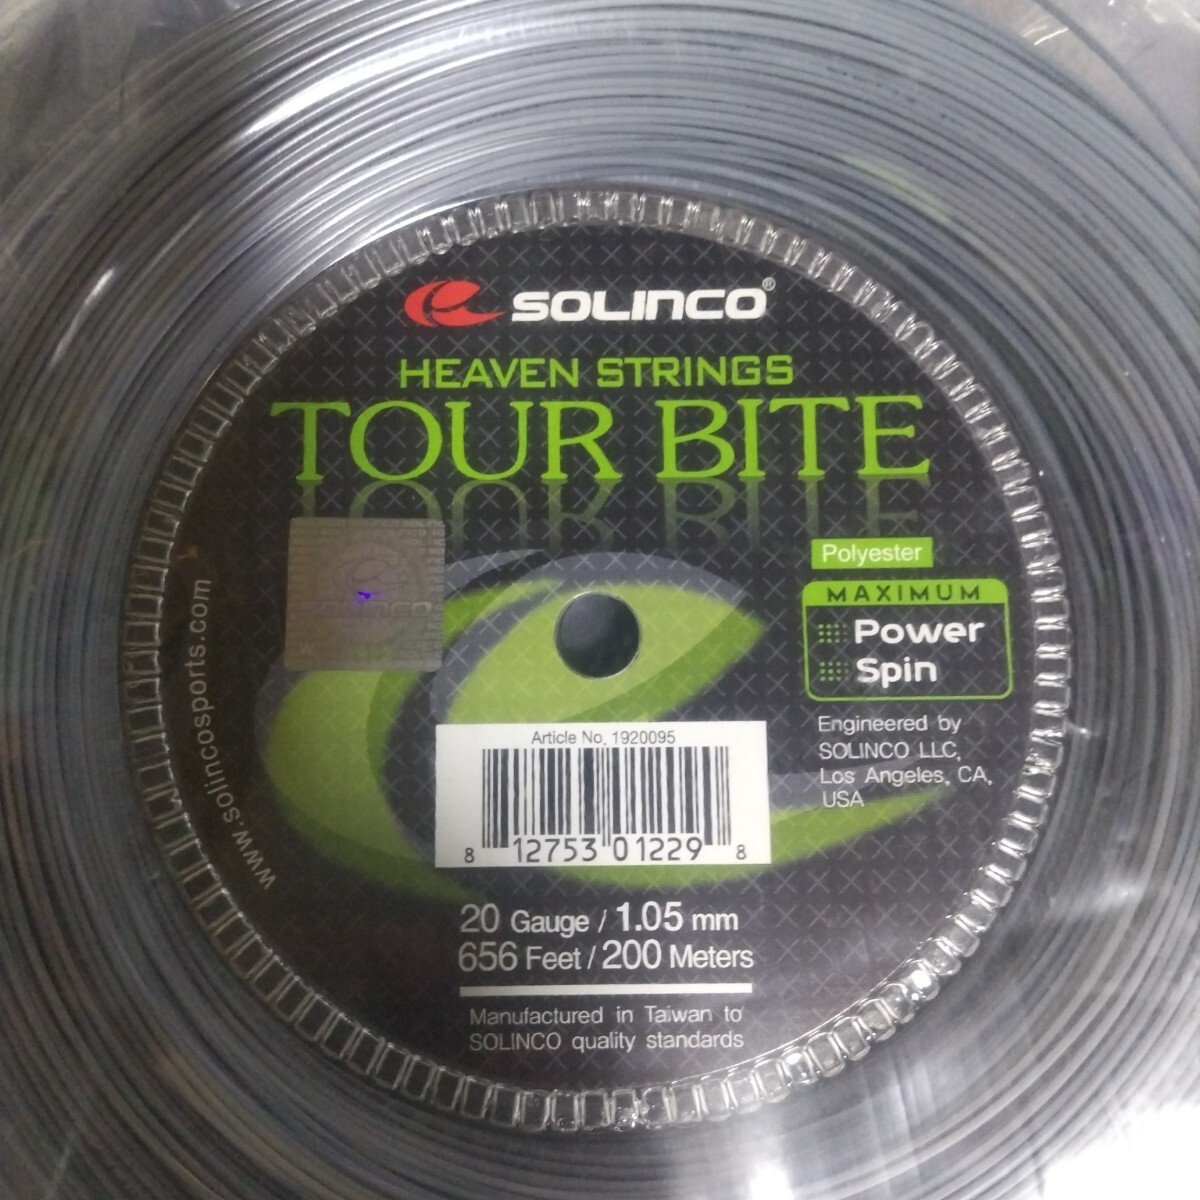 SOLINCO®
HEAVEN STRINGS
TOUR BITE
Polyester
MAXIMUM
Power
Spin
SOLINCO
Engineered by
SOLINCO LLC,
Los Angeles, CA,
USA
www.solincosports.com
Article No. 1920095
8 12753 01229 8
20 Gauge / 1.05 mm
656 Feet / 200 Meters
Manufactured in Taiwan to
SOLINCO quality standards